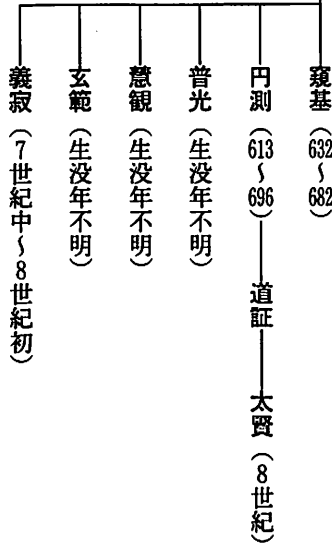 窺基（632〜682）
円測（613〜696）――道証――太賢（8世紀）
普光（生没年不明）
慧観（生没年不明）
玄範（生没年不明）
義寂（7世紀中〜8世紀初）